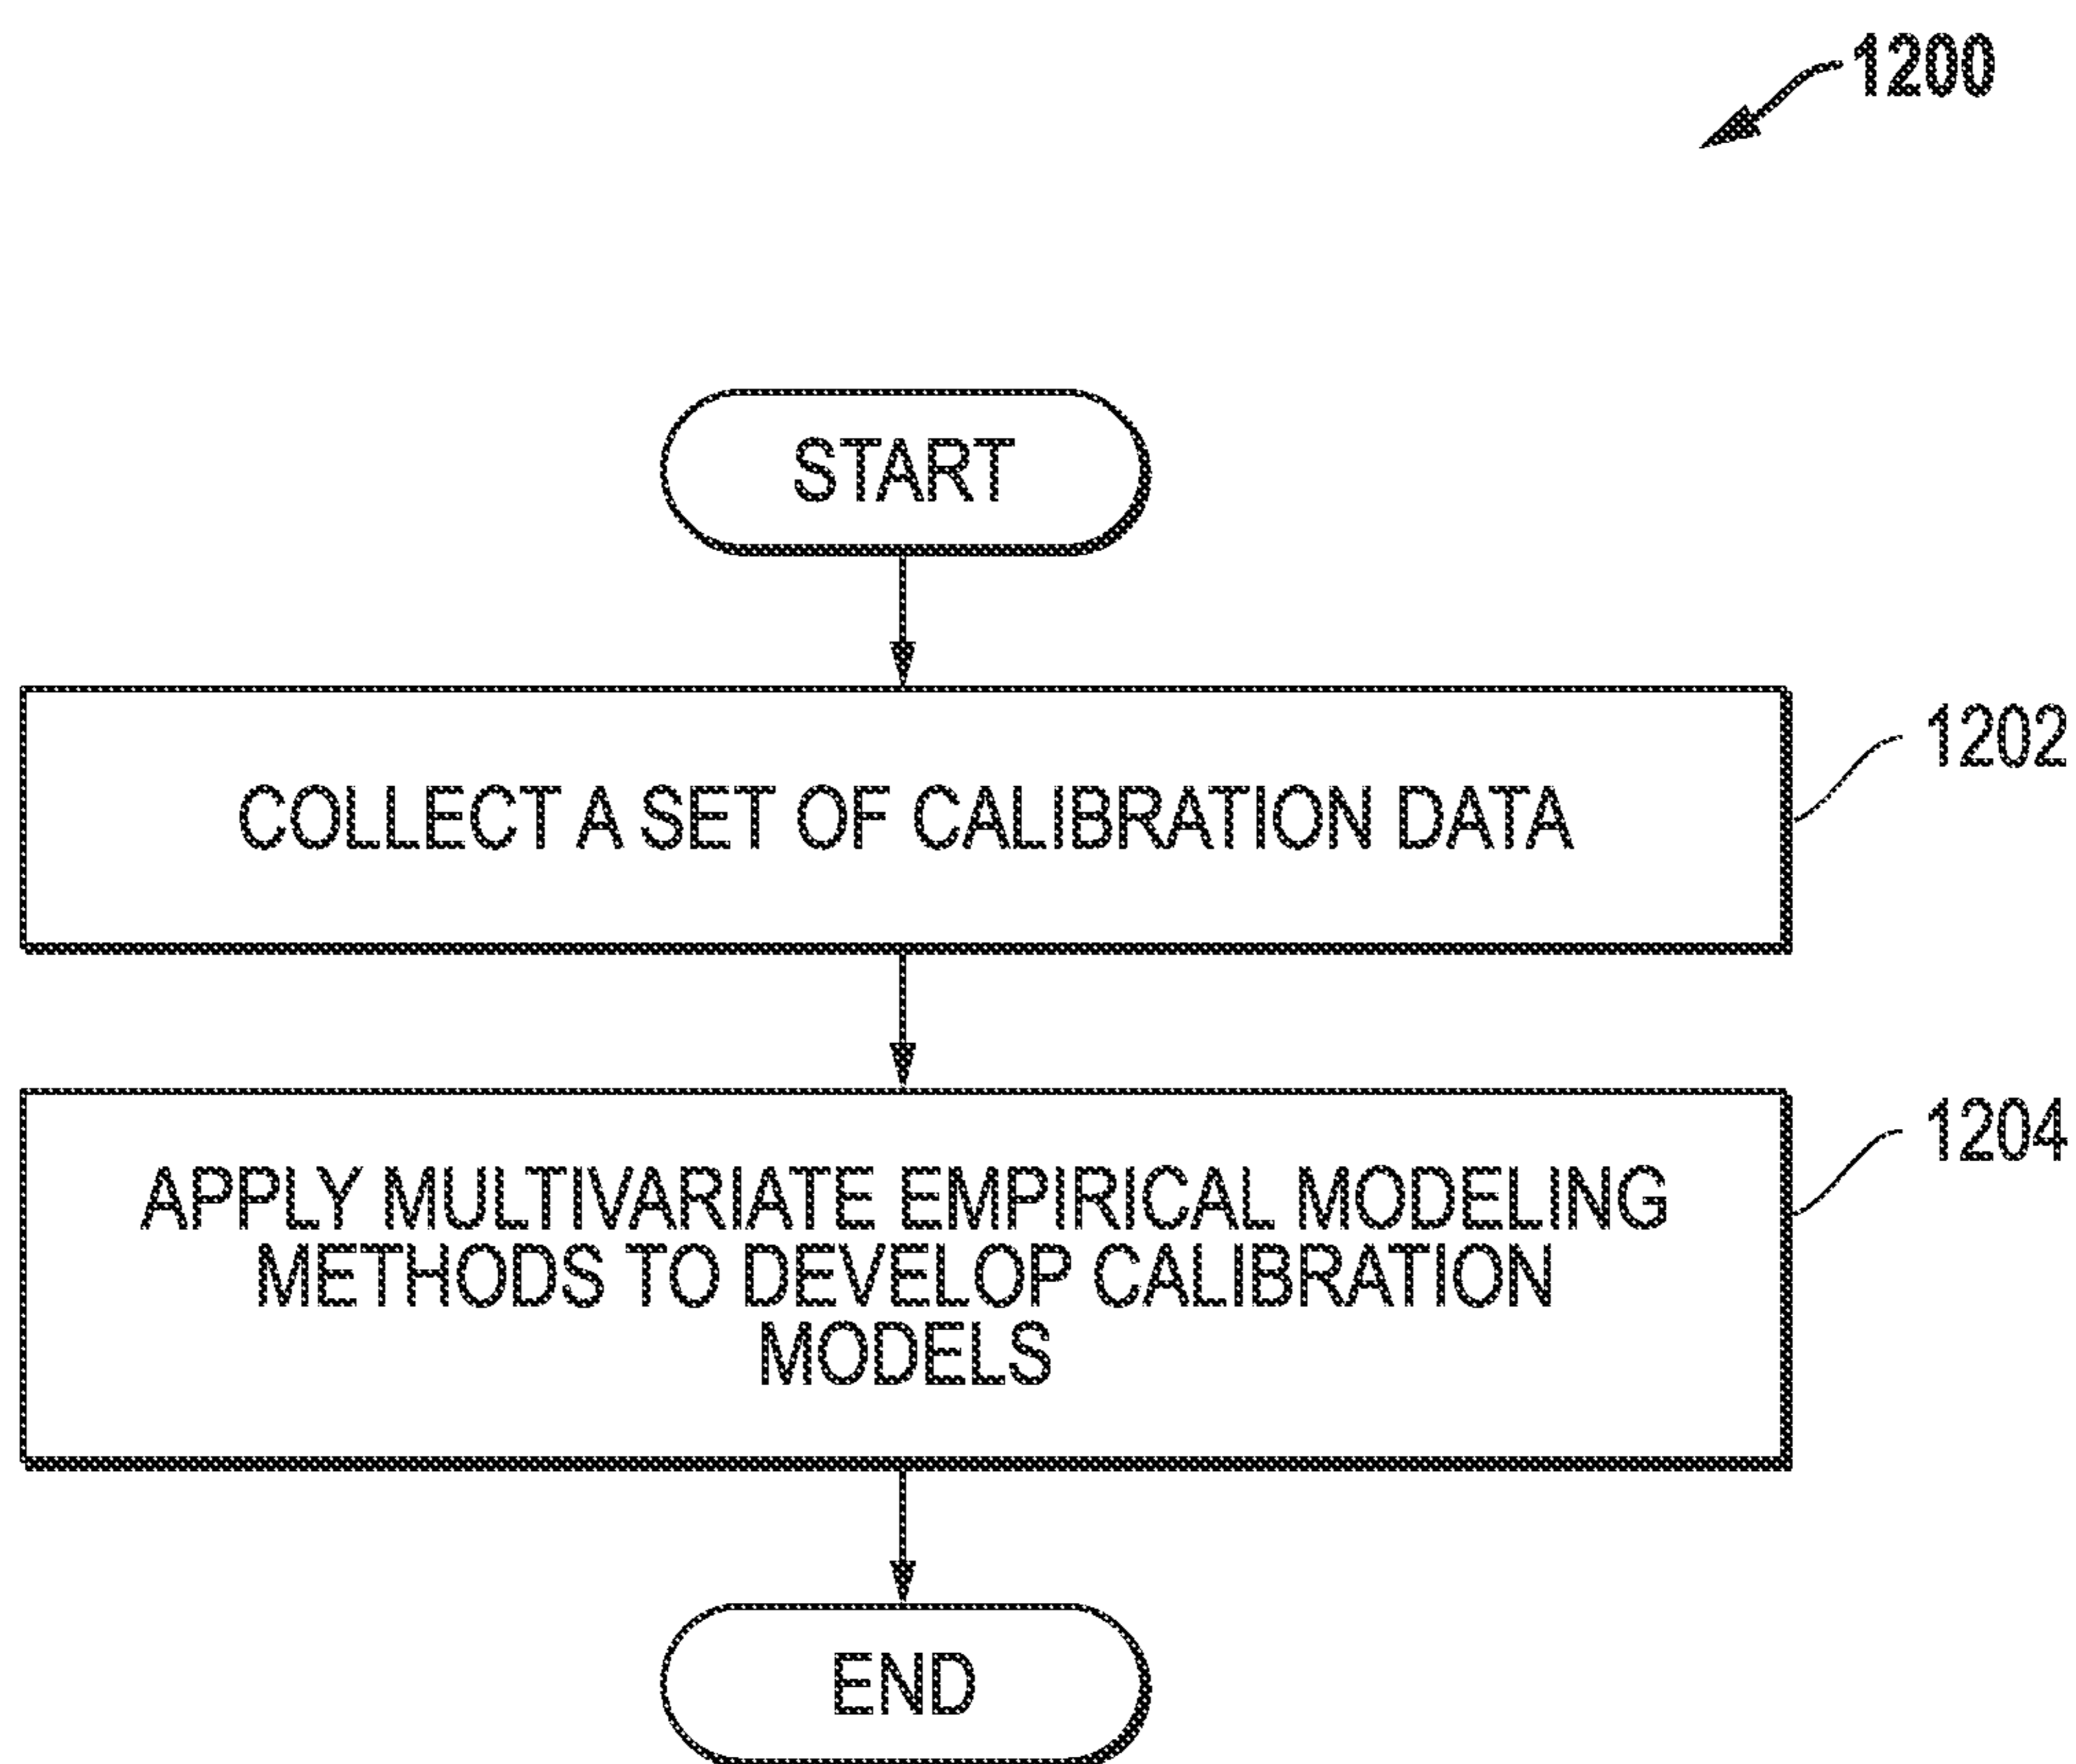 1200
START
COLLECT A SET OF CALIBRATION DATA
1202
APPLY MULTIVARIATE EMPIRICAL MODELING
METHODS TO DEVELOP CALIBRATION
MODELS
1204
END